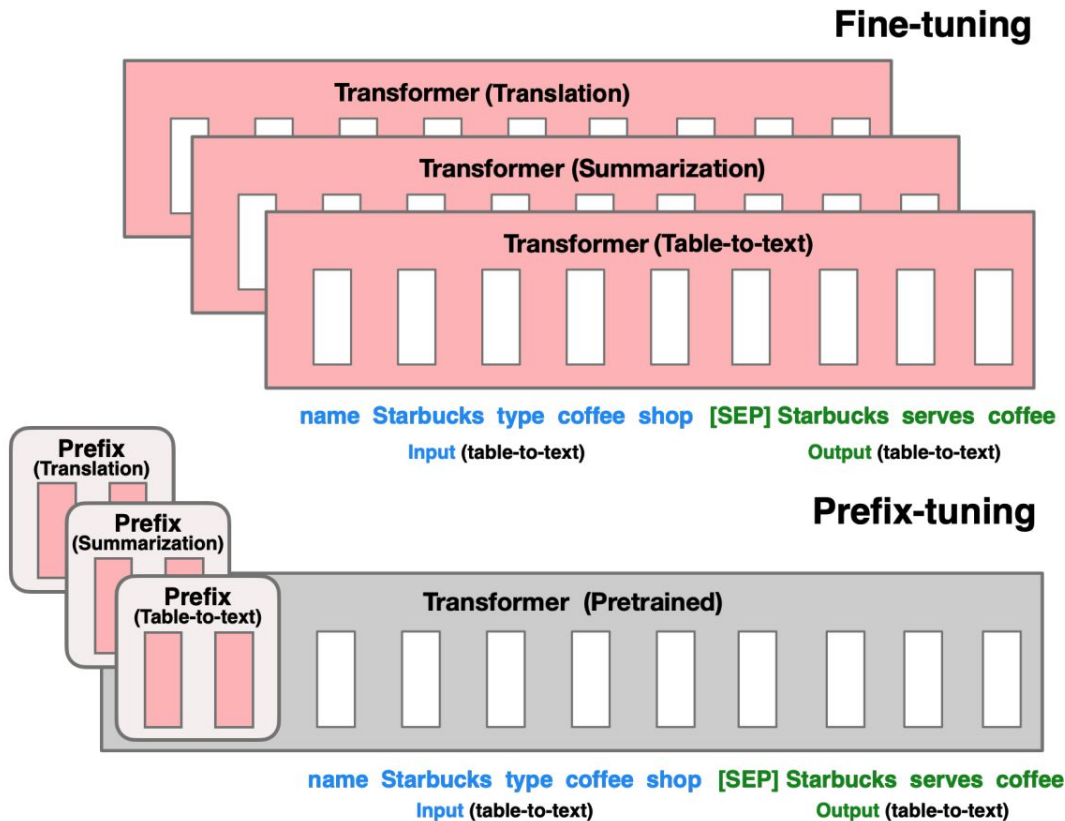 Fine-tuning
Transformer (Translation)
Transformer (Summarization)
Transformer (Table-to-text)
name Starbucks type coffee shop [SEP] Starbucks serves coffee
Input (table-to-text) Output (table-to-text)
Prefix
(Translation)
Prefix-tuning
Prefix
(Summarization)
Prefix
(Table-to-text)
Transformer (Pretrained)
name Starbucks type coffee shop [SEP] Starbucks serves coffee
Input (table-to-text) Output (table-to-text)